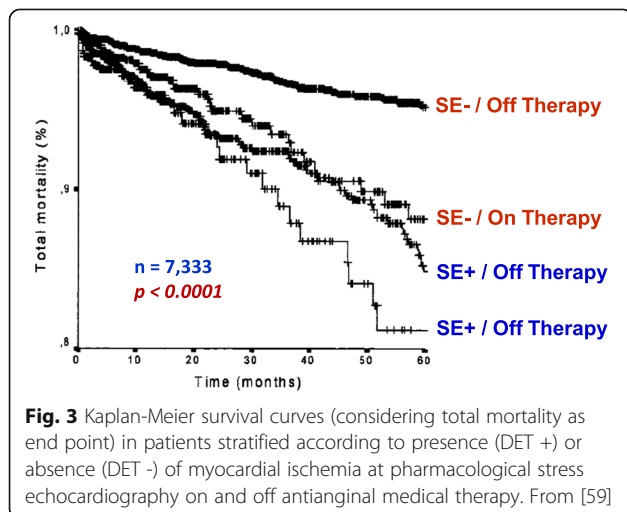 1,0
SE- / Off Therapy
Total mortality (%)
,9
SE- / On Therapy
n = 7,333
p < 0.0001
SE+ / Off Therapy
SE+ / Off Therapy
,8
0 10 20 30 40 50 60
Time (months)
Fig. 3 Kaplan-Meier survival curves (considering total mortality as
end point) in patients stratified according to presence (DET +) or
absence (DET -) of myocardial ischemia at pharmacological stress
echocardiography on and off antianginal medical therapy. From [59]